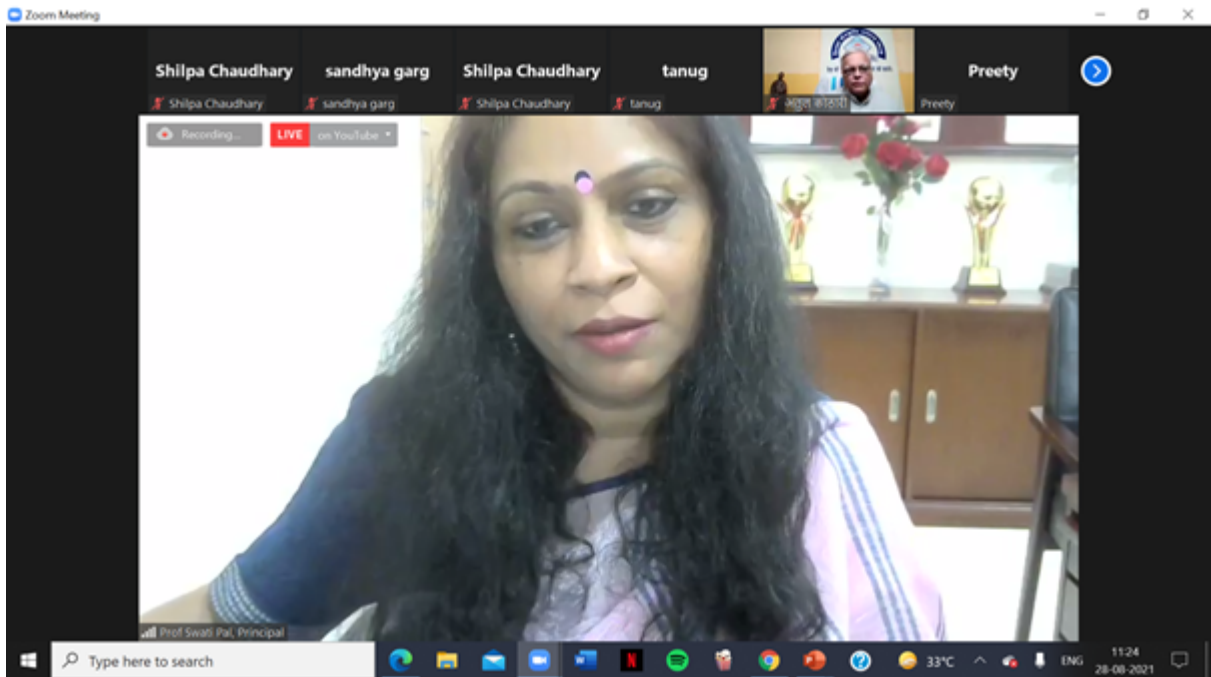 Zoom Meeting
Shilpa Chaudhary
sandhya garg
Shilpa Chaudhary
tanug
Preety
Shilpa Chaudhary
sandhya garg
Shilpa Chaudhary
tanug
अतुल कोठारी
Preety
Recording...
LIVE on YouTube
Prof Swati Pal, Principal
Type here to search
33°C
ENG
11:24
28-08-2021